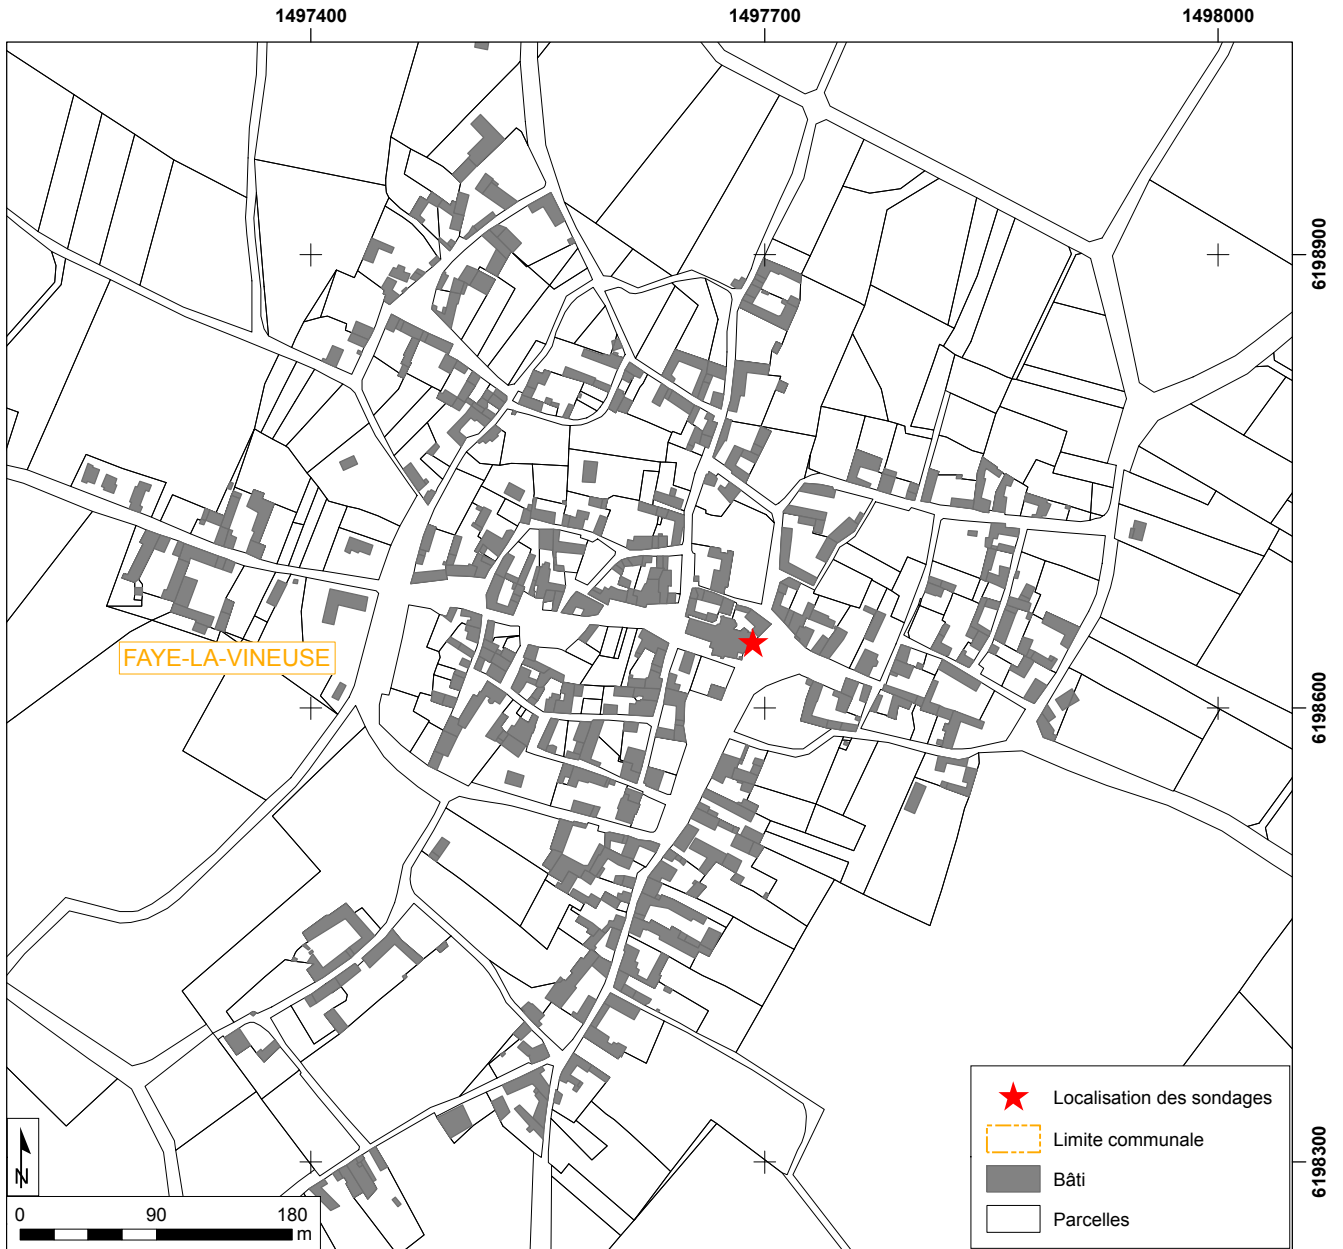 1497400 1497700 1498000
6198900
FAYE-LA-VINEUSE
6198600
Localisation des sondages
Limite communale
Bâti
Parcelles
6198300
N
0 90 180
m